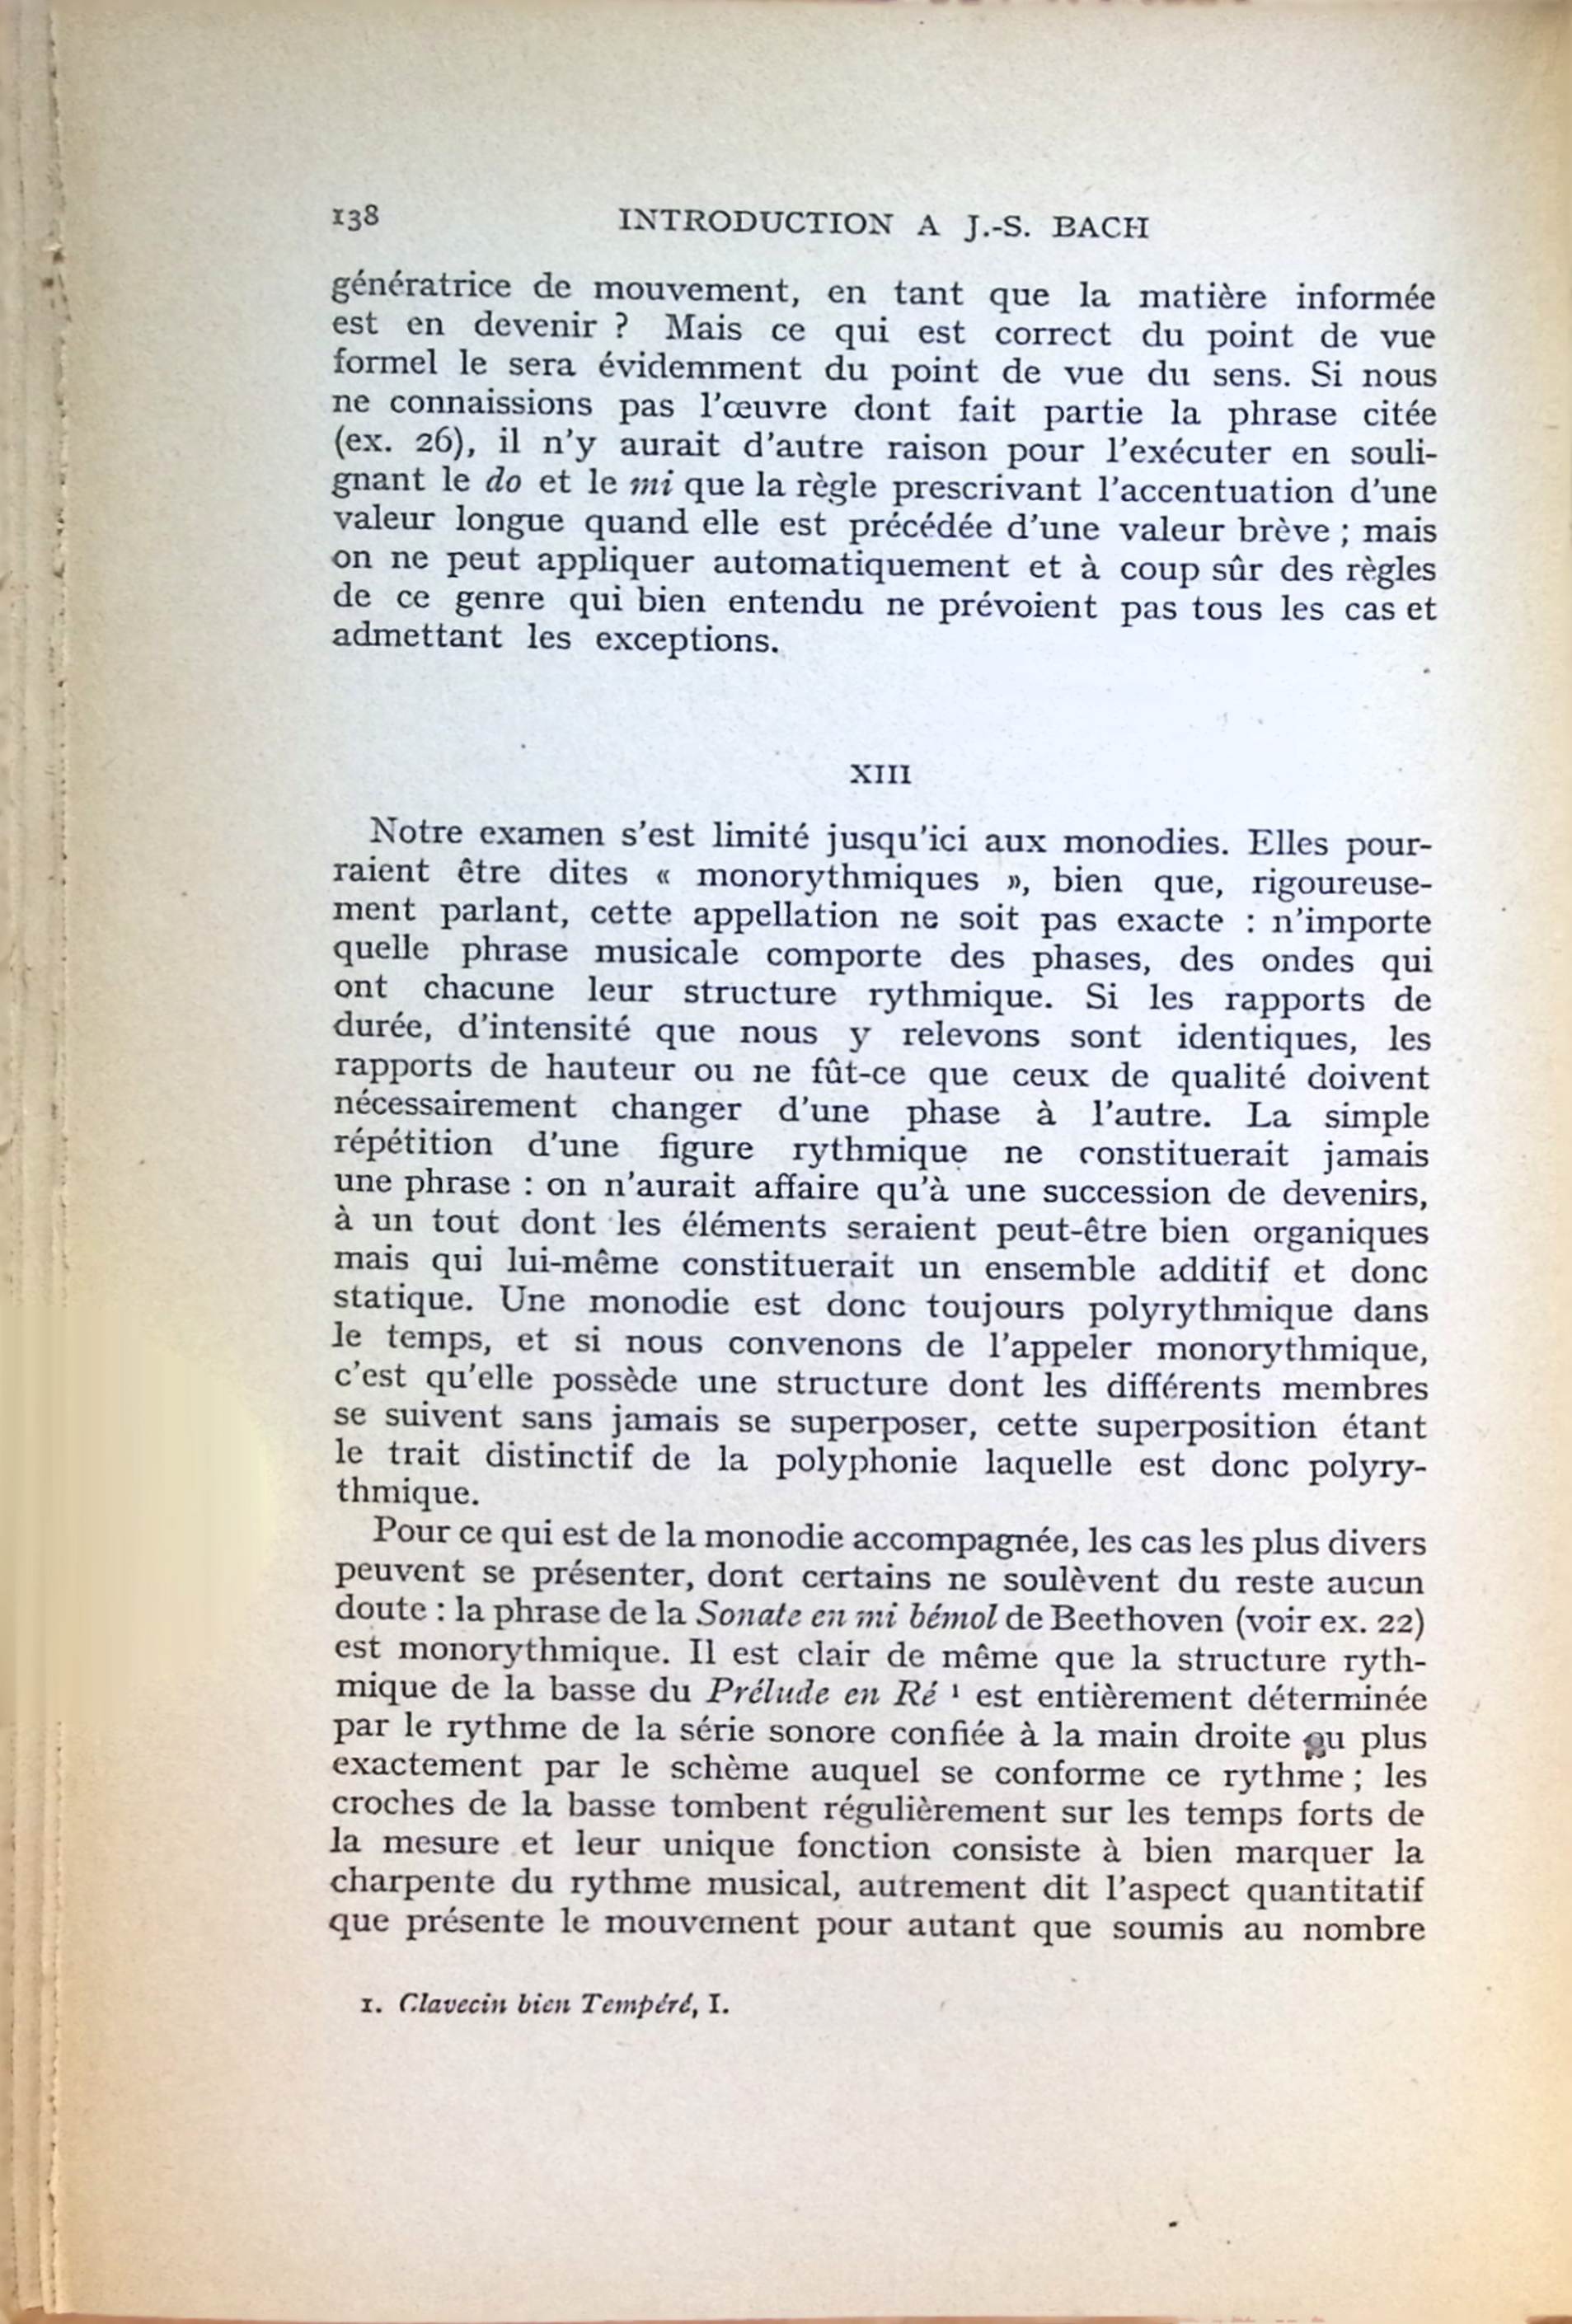 138 INTRODUCTION A J.-S. BACH
génératrice de mouvement, en tant que la matière informée
est en devenir ? Mais ce qui est correct du point de vue
formel le sera évidemment du point de vue du sens. Si nous
ne connaissions pas l'œuvre dont fait partie la phrase citée
(ex. 26), il n'y aurait d'autre raison pour l'exécuter en souli-
gnant le do et le mi que la règle prescrivant l'accentuation d'une
valeur longue quand elle est précédée d'une valeur brève ; mais
on ne peut appliquer automatiquement et à coup sûr des règles
de ce genre qui bien entendu ne prévoient pas tous les cas et
admettant les exceptions.
XIII
Notre examen s'est limité jusqu'ici aux monodies. Elles pour-
raient être dites « monorythmiques », bien que, rigoureuse-
ment parlant, cette appellation ne soit pas exacte : n'importe
quelle phrase musicale comporte des phases, des ondes qui
ont chacune leur structure rythmique. Si les rapports de
durée, d'intensité que nous y relevons sont identiques, les
rapports de hauteur ou ne fût-ce que ceux de qualité doivent
nécessairement changer d'une phase à l'autre. La simple
répétition d'une figure rythmique ne constituerait jamais
une phrase : on n'aurait affaire qu'à une succession de devenirs,
à un tout dont les éléments seraient peut-être bien organiques
mais qui lui-même constituerait un ensemble additif et donc
statique. Une monodie est donc toujours polyrythmique dans
le temps, et si nous convenons de l'appeler monorythmique,
c'est qu'elle possède une structure dont les différents membres
se suivent sans jamais se superposer, cette superposition étant
le trait distinctif de la polyphonie laquelle est donc polyry-
thmique.
Pour ce qui est de la monodie accompagnée, les cas les plus divers
peuvent se présenter, dont certains ne soulèvent du reste aucun
doute : la phrase de la Sonate en mi bémol de Beethoven (voir ex. 22)
est monorythmique. Il est clair de même que la structure ryth-
mique de la basse du Prélude en Ré ¹ est entièrement déterminée
par le rythme de la série sonore confiée à la main droite ou plus
exactement par le schème auquel se conforme ce rythme ; les
croches de la basse tombent régulièrement sur les temps forts de
la mesure et leur unique fonction consiste à bien marquer la
charpente du rythme musical, autrement dit l'aspect quantitatif
que présente le mouvement pour autant que soumis au nombre
1. Clavecin bien Tempéré, I.